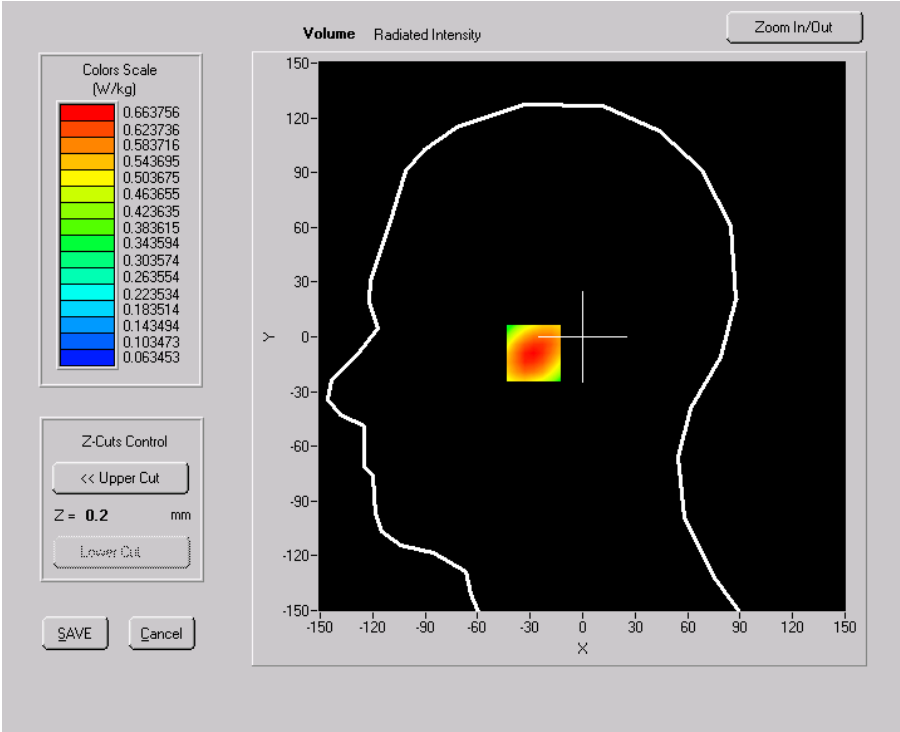 Volume Radiated Intensity
Zoom In/Out
Colors Scale
(W/kg)
0.663756
0.623736
0.583716
0.543695
0.503675
0.463655
0.423635
0.383615
0.343594
0.303574
0.263554
0.223534
0.183514
0.143494
0.103473
0.063453
Z-Cuts Control
<< Upper Cut
Z = 0.2 mm
Lower Cut
SAVE
Cancel
150
120
90
60
30
0
-30
-60
-90
-120
-150
Y
-150 -120 -90 -60 -30 0 30 60 90 120 150
X